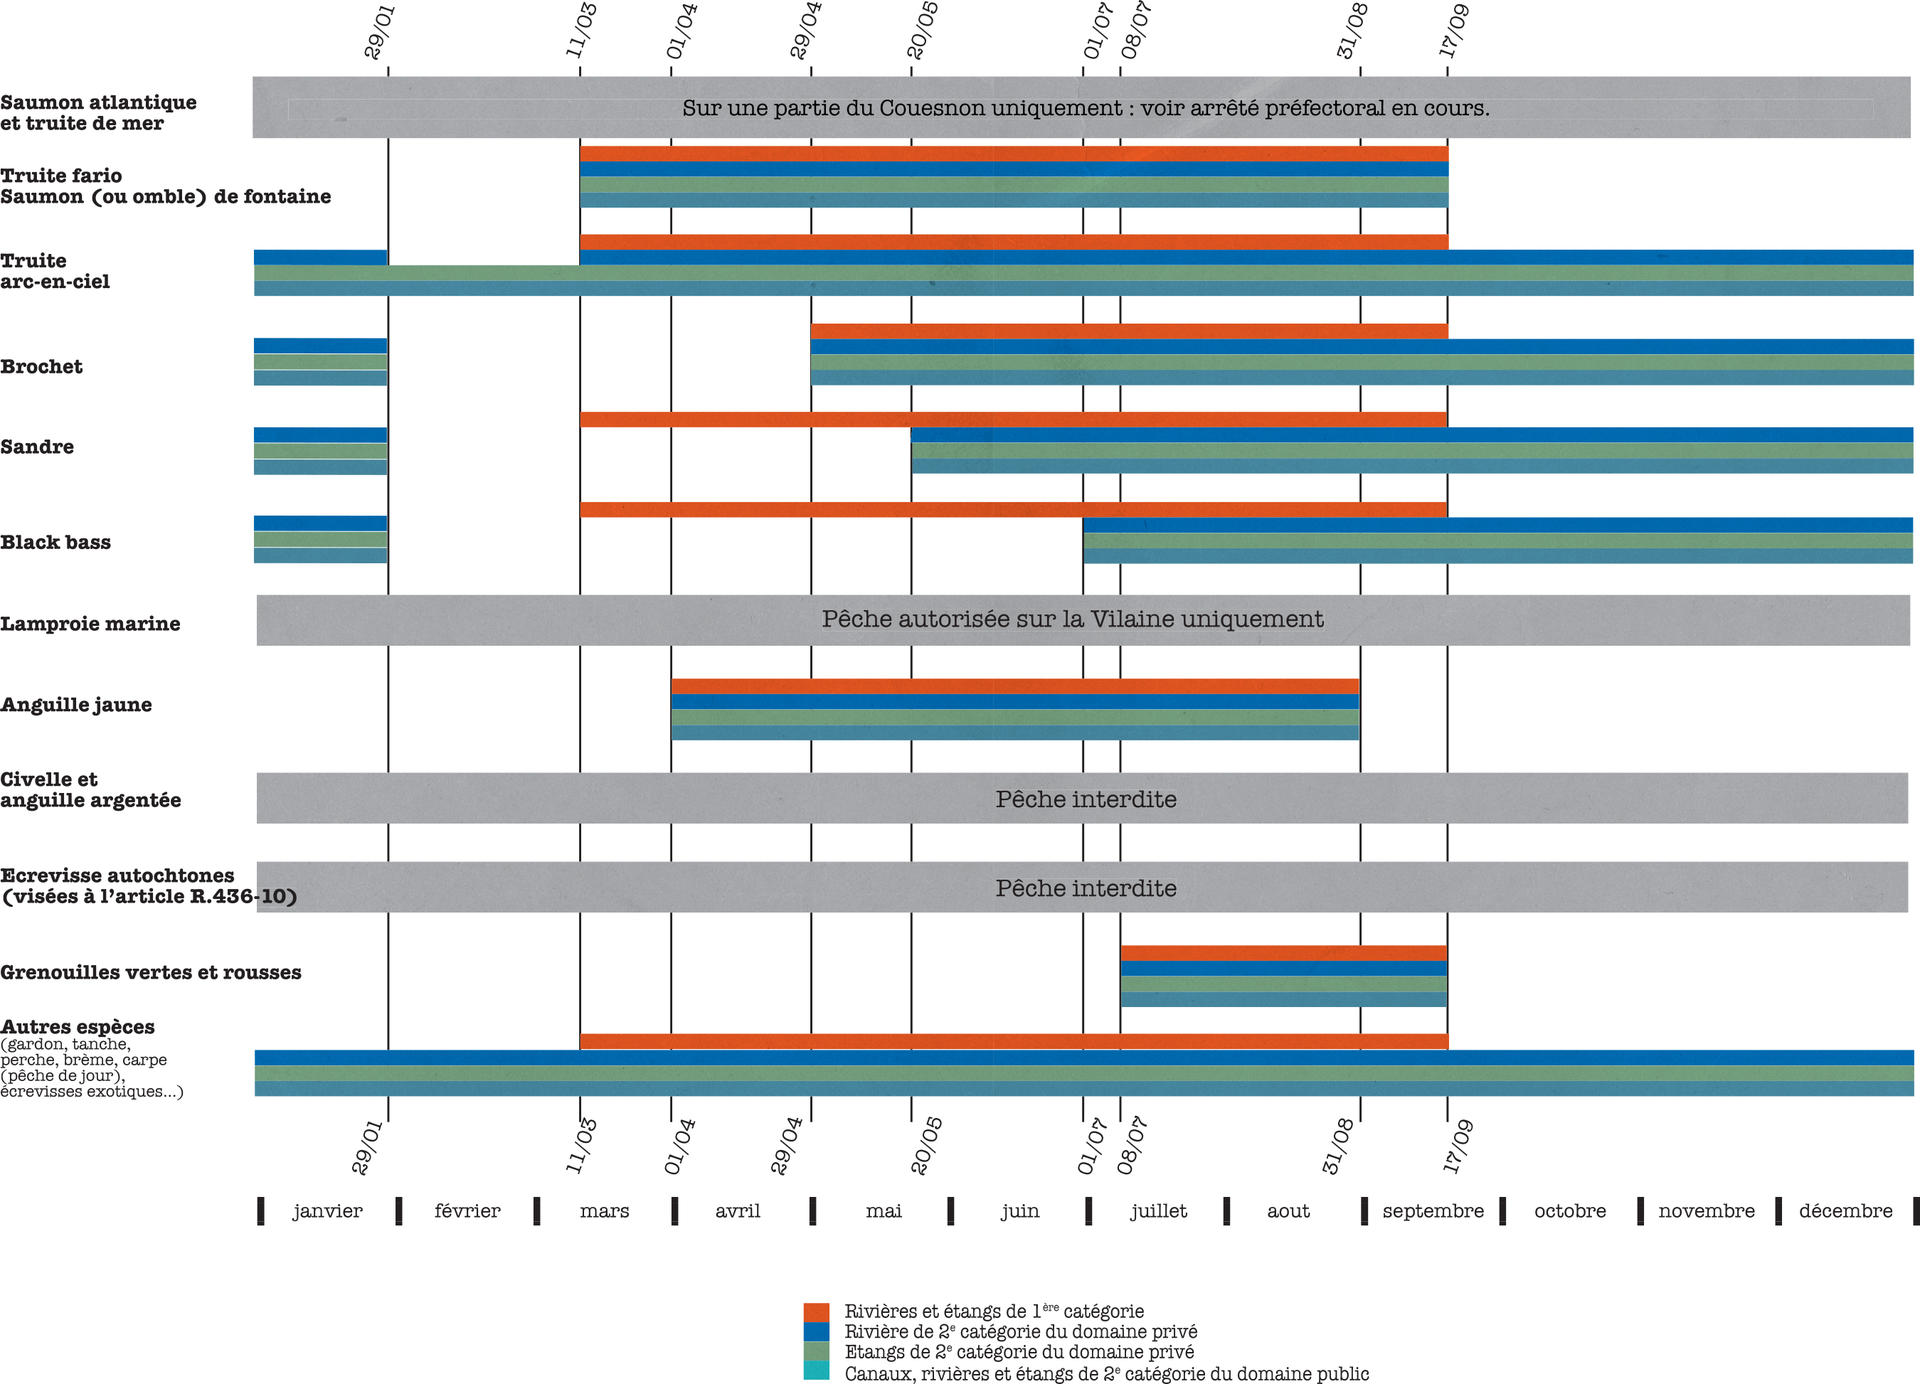 29/01
11/03
01/04
29/04
20/05
01/07
08/07
31/08
17/09
Saumon atlantique
et truite de mer
Sur une partie du Couesnon uniquement : voir arrêté préfectoral en cours.
Truite fario
Saumon (ou omble) de fontaine
Truite
arc-en-ciel
Brochet
Sandre
Black bass
Lamproie marine
Pêche autorisée sur la Vilaine uniquement
Anguille jaune
Civelle et
anguille argentée
Pêche interdite
Ecrevisse autochtones
(visées à l'article R.436-10)
Pêche interdite
Grenouilles vertes et rousses
Autres espèces
(gardon, tanche,
perche, brème, carpe
(pêche de jour),
écrevisses exotiques...)
29/01
11/03
01/04
29/04
20/05
01/07
08/07
31/08
17/09
janvier
février
mars
avril
mai
juin
juillet
aout
septembre
octobre
novembre
décembre
Rivières et étangs de 1ère catégorie
Rivière de 2e catégorie du domaine privé
Etangs de 2e catégorie du domaine privé
Canaux, rivières et étangs de 2e catégorie du domaine public